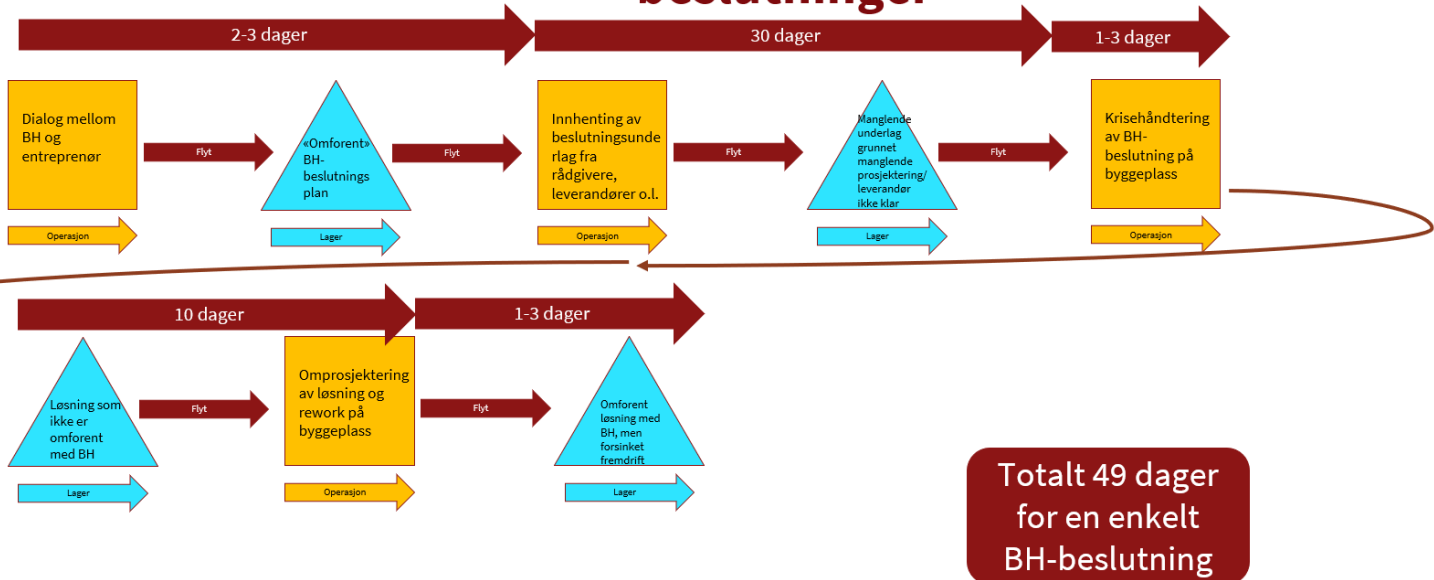 beslutninger
2-3 dager
30 dager
1-3 dager
Dialog mellom
BH og
entreprenør
Flyt
«Omforent»
BH-
beslutnings
plan
Flyt
Innhenting av
beslutningsunde
rlag fra
rådgivere,
leverandører o.l.
Flyt
Manglende
underlag
grunnet
manglende
prosjektering/
leverandør
ikke klar
Flyt
Krisehåndtering
av BH-
beslutning på
byggeplass
Operasjon
Lager
Operasjon
Lager
Operasjon
10 dager
1-3 dager
Løsning som
ikke er
omforent
med BH
Flyt
Omprosjektering
av løsning og
rework på
byggeplass
Flyt
Omforent
løsning med
BH, men
forsinket
fremdrift
Lager
Operasjon
Lager
Totalt 49 dager
for en enkelt
BH-beslutning